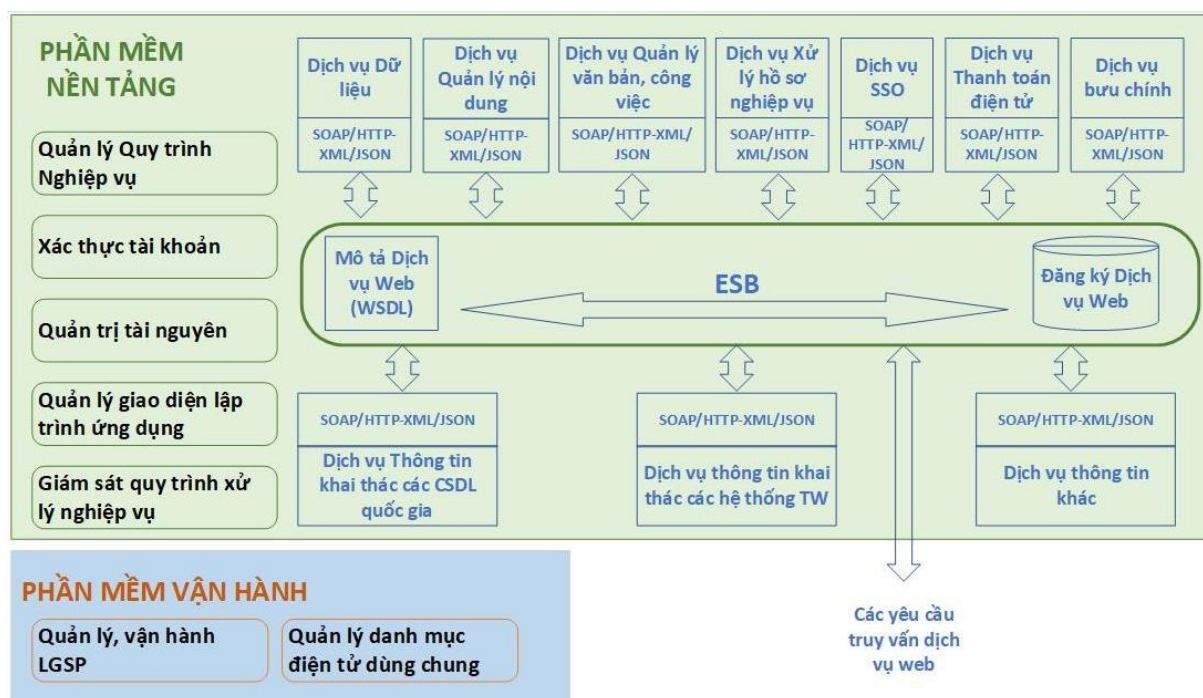 PHẦN MỀM
NỀN TẢNG
Quản lý Quy trình
Nghiệp vụ
Xác thực tài khoản
Quản trị tài nguyên
Quản lý giao diện lập
trình ứng dụng
Giám sát quy trình xử
lý nghiệp vụ
Dịch vụ Dữ
liệu
SOAP/HTTP-
XML/JSON
Dịch vụ
Quản lý nội
dung
SOAP/HTTP-
XML/JSON
Dịch vụ Quản lý
văn bản, công
việc
SOAP/HTTP-XML/
JSON
Dịch vụ Xử
lý hồ sơ
nghiệp vụ
SOAP/HTTP-
XML/JSON
Dịch vụ
SSO
SOAP/
HTTP-XML/
JSON
Dịch vụ
Thanh toán
điện tử
SOAP/HTTP-
XML/JSON
Dịch vụ
bưu chính
SOAP/HTTP-
XML/JSON
Mô tả Dịch
vụ Web
(WSDL)
ESB
Đăng ký Dịch
vụ Web
SOAP/HTTP-XML/JSON
Dịch vụ Thông tin
khai thác các CSDL
quốc gia
SOAP/HTTP-XML/JSON
Dịch vụ thông tin khai
thác các hệ thống TW
SOAP/HTTP-XML/JSON
Dịch vụ thông tin
khác
PHẦN MỀM VẬN HÀNH
Quản lý, vận hành
LGSP
Quản lý danh mục
điện tử dùng chung
Các yêu cầu
truy vấn dịch
vụ web